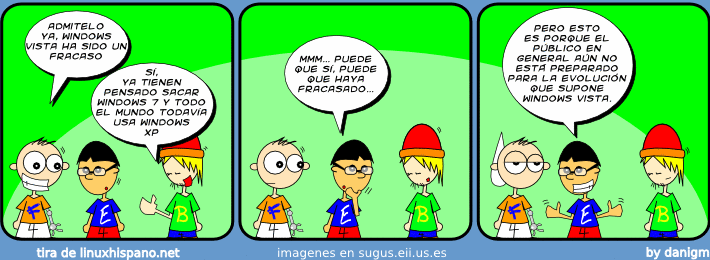 ADMITELO
YA, WINDOWS
VISTA HA SIDO UN
FRACASO
SÍ,
YA TIENEN
PENSADO SACAR
WINDOWS 7 Y TODO
EL MUNDO TODAVÍA
USA WINDOWS
XP
F
E
B
MMM... PUEDE
QUE SÍ, PUEDE
QUE HAYA
FRACASADO...
F
E
B
PERO ESTO
ES PORQUE EL
PÚBLICO EN
GENERAL AÚN NO
ESTÁ PREPARADO
PARA LA EVOLUCIÓN
QUE SUPONE
WINDOWS VISTA.
F
E
B
tira de linuxhispano.net
imagenes en sugus.eii.us.es
by danigm